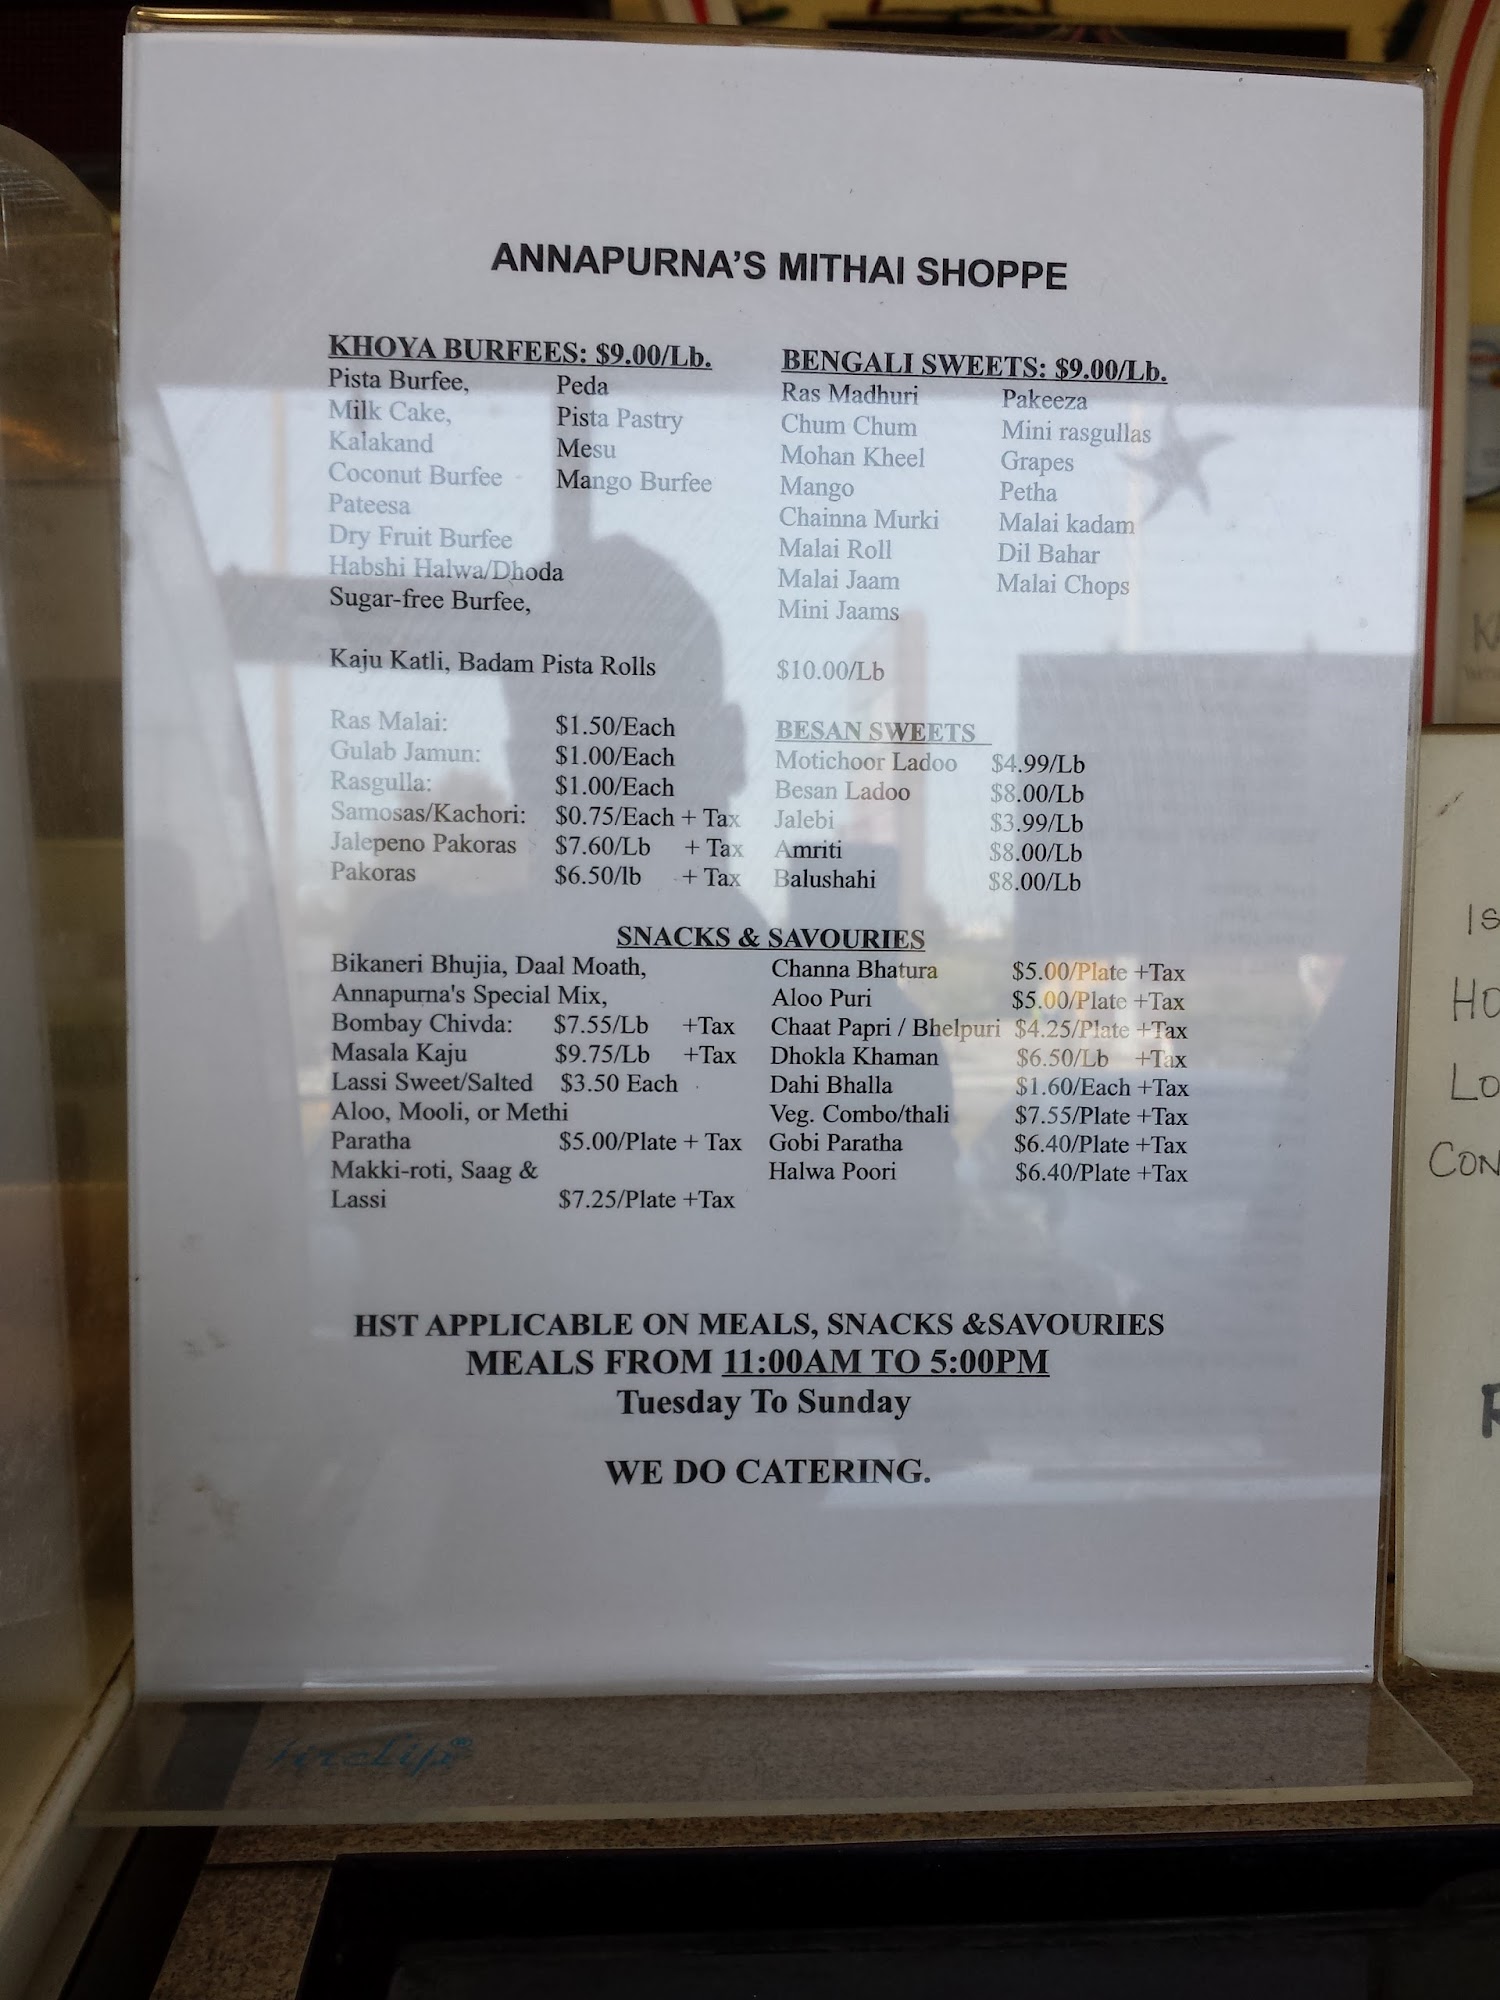 ANNAPURNA'S MITHAI SHOPPE
KHOYA BURFEES: $9.00/Lb.
Pista Burfee, Peda
Milk Cake, Pista Pastry
Kalakand Mesu
Coconut Burfee Mango Burfee
Pateesa
Dry Fruit Burfee
Habshi Halwa/Dhoda
Sugar-free Burfee,
BENGALI SWEETS: $9.00/Lb.
Ras Madhuri Pakeeza
Chum Chum Mini rasgullas
Mohan Kheel Grapes
Mango Petha
Chainna Murki Malai kadam
Malai Roll Dil Bahar
Malai Jaam Malai Chops
Mini Jaams
Kaju Katli, Badam Pista Rolls $10.00/Lb
Ras Malai: $1.50/Each
Gulab Jamun: $1.00/Each
Rasgulla: $1.00/Each
Samosas/Kachori: $0.75/Each + Tax
Jalepeno Pakoras $7.60/Lb + Tax
Pakoras $6.50/lb + Tax
BESAN SWEETS
Motichoor Ladoo $4.99/Lb
Besan Ladoo $8.00/Lb
Jalebi $3.99/Lb
Amriti $8.00/Lb
Balushahi $8.00/Lb
SNACKS & SAVOURIES
Bikaneri Bhujia, Daal Moath,
Annapurna's Special Mix,
Bombay Chivda: $7.55/Lb +Tax
Masala Kaju $9.75/Lb +Tax
Lassi Sweet/Salted $3.50 Each
Aloo, Mooli, or Methi
Paratha $5.00/Plate + Tax
Makki-roti, Saag &
Lassi $7.25/Plate +Tax
Channa Bhatura $5.00/Plate +Tax
Aloo Puri $5.00/Plate +Tax
Chaat Papri / Bhelpuri $4.25/Plate +Tax
Dhokla Khaman $6.50/Lb +Tax
Dahi Bhalla $1.60/Each +Tax
Veg. Combo/thali $7.55/Plate +Tax
Gobi Paratha $6.40/Plate +Tax
Halwa Poori $6.40/Plate +Tax
HST APPLICABLE ON MEALS, SNACKS &SAVOURIES
MEALS FROM 11:00AM TO 5:00PM
Tuesday To Sunday
WE DO CATERING.
IS
HO
LO
CON